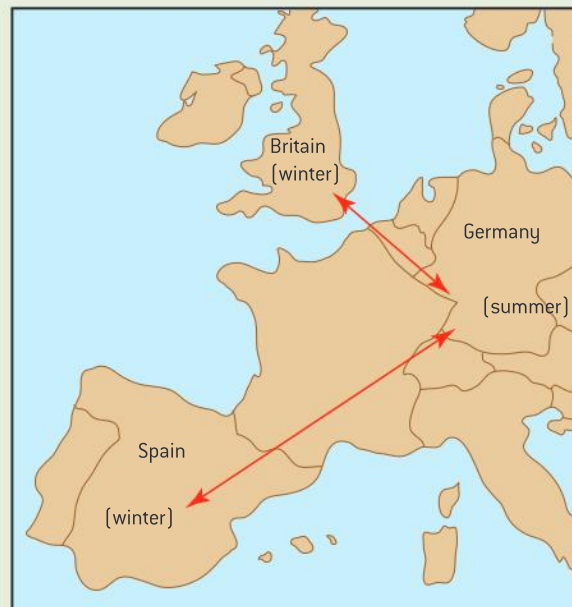 Britain
(winter)
Germany
(summer)
Spain
(winter)